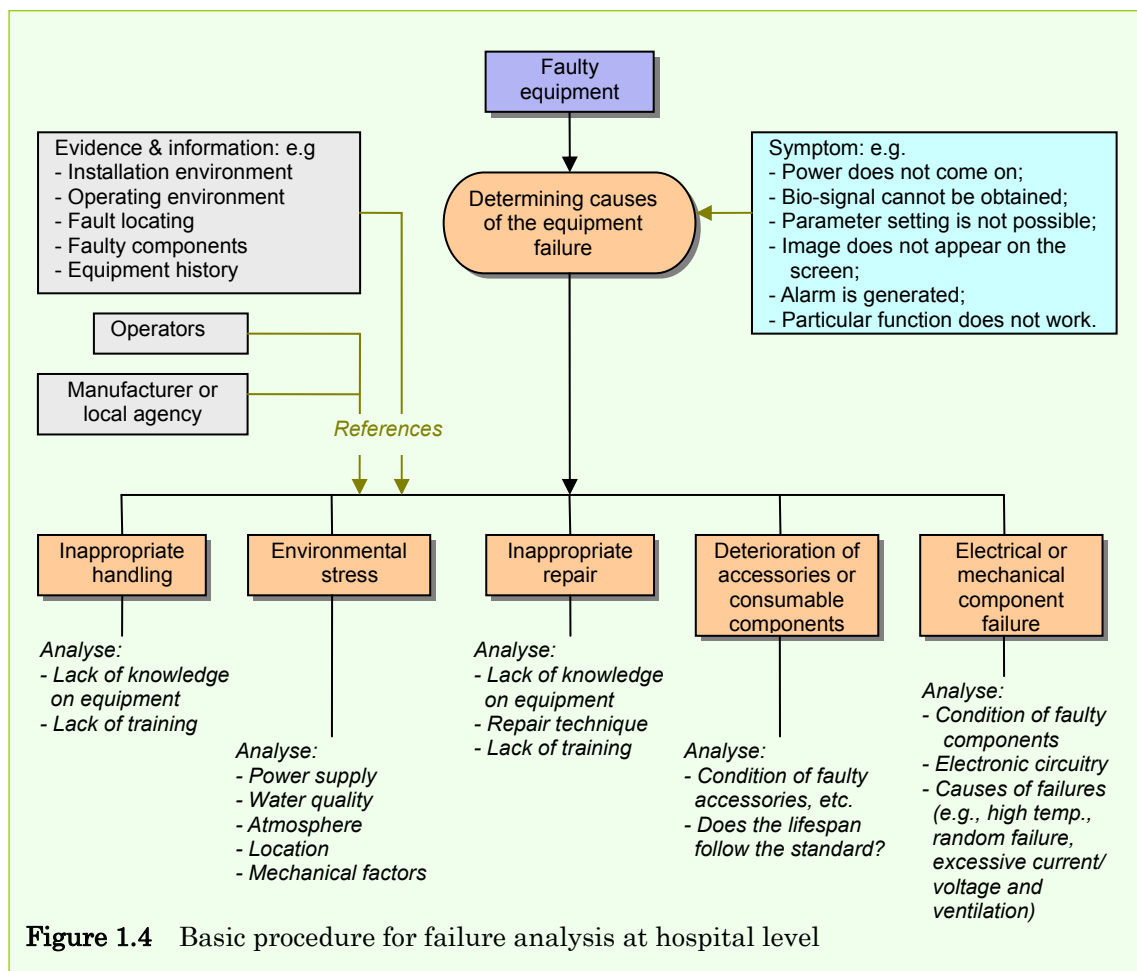 Faulty
equipment
Evidence & information: e.g
- Installation environment
- Operating environment
- Fault locating
- Faulty components
- Equipment history
Determining causes
of the equipment
failure
Symptom: e.g.
- Power does not come on;
- Bio-signal cannot be obtained;
- Parameter setting is not possible;
- Image does not appear on the
screen;
- Alarm is generated;
- Particular function does not work.
Operators
Manufacturer or
local agency
References
Inappropriate
handling
Environmental
stress
Inappropriate
repair
Deterioration of
accessories or
consumable
components
Electrical or
mechanical
component
failure
Analyse:
- Lack of knowledge
on equipment
- Lack of training
Analyse:
- Power supply
- Water quality
- Atmosphere
- Location
- Mechanical factors
Analyse:
- Lack of knowledge
on equipment
- Repair technique
- Lack of training
Analyse:
- Condition of faulty
accessories, etc.
- Does the lifespan
follow the standard?
Analyse:
- Condition of faulty
components
- Electronic circuitry
- Causes of failures
(e.g., high temp.,
random failure,
excessive current/
voltage and
ventilation)
Figure 1.4 Basic procedure for failure analysis at hospital level